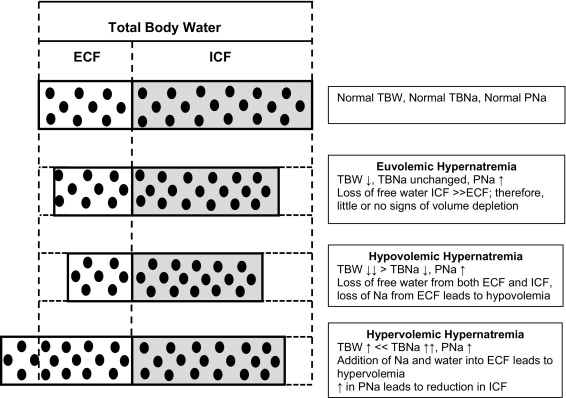 Total Body Water
ECF
ICF
Normal TBW, Normal TBNa, Normal PNa
Euvolemic Hypernatremia
TBW ↓, TBNa unchanged, PNa ↑
Loss of free water ICF >>ECF; therefore,
little or no signs of volume depletion
Hypovolemic Hypernatremia
TBW ↓↓ > TBNa ↓, PNa ↑
Loss of free water from both ECF and ICF,
loss of Na from ECF leads to hypovolemia
Hypervolemic Hypernatremia
TBW ↑ << TBNa ↑↑, PNa ↑
Addition of Na and water into ECF leads to
hypervolemia
↑ in PNa leads to reduction in ICF